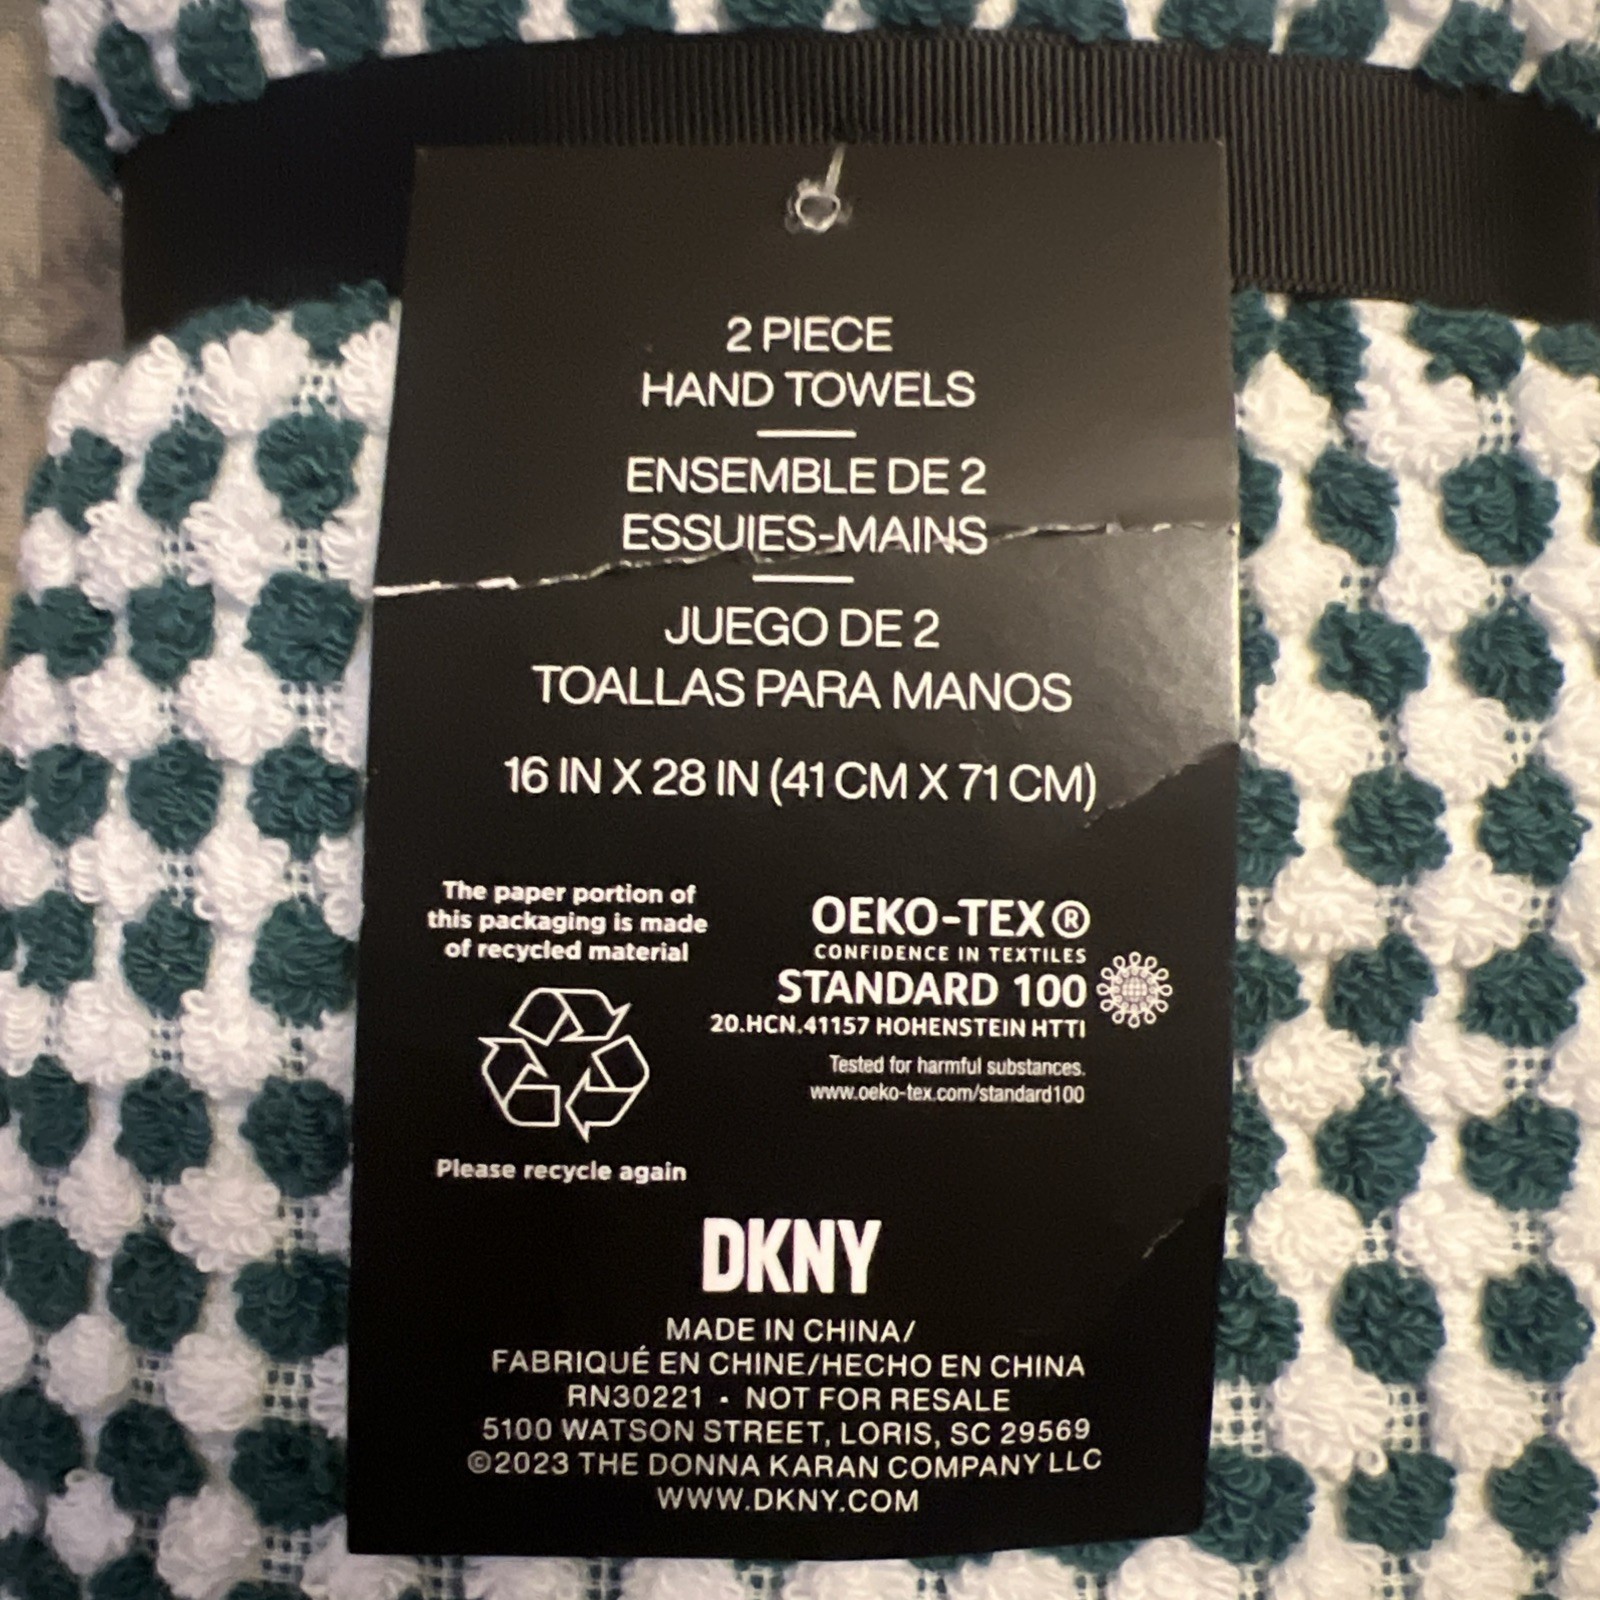 2 PIECE
HAND TOWELS
ENSEMBLE DE 2
ESSUIES-MAINS
JUEGO DE 2
TOALLAS PARA MANOS
16 IN X 28 IN (41 CM X 71 CM)
The paper portion of
this packaging is made
of recycled material
Please recycle again
OEKO-TEX®
CONFIDENCE IN TEXTILES
STANDARD 100
20.HCN.41157 HOHENSTEIN HTTI
Tested for harmful substances.
www.oeko-tex.com/standard100
DKNY
MADE IN CHINA/
FABRIQUÉ EN CHINE/HECHO EN CHINA
RN30221 • NOT FOR RESALE
5100 WATSON STREET, LORIS, SC 29569
©2023 THE DONNA KARAN COMPANY LLC
WWW.DKNY.COM